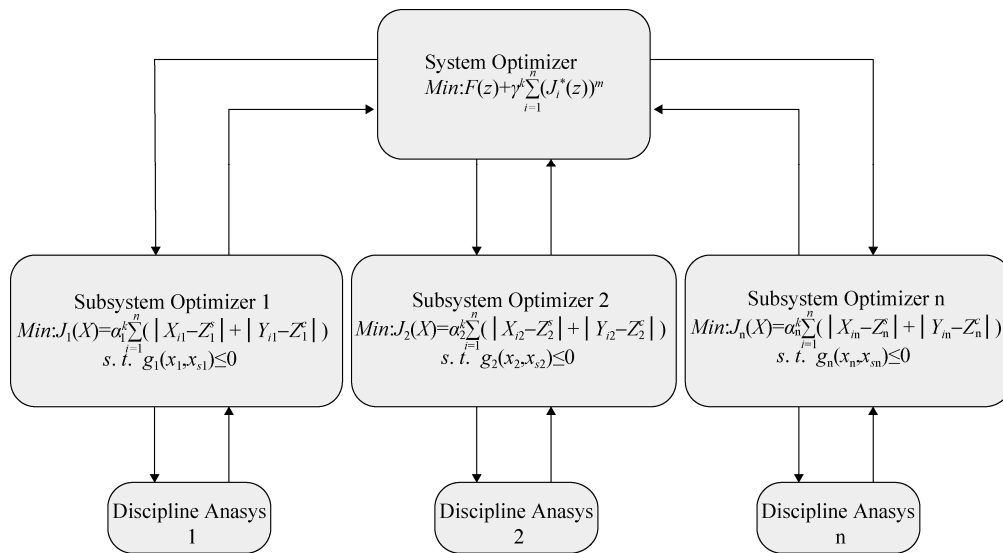 System Optimizer
Min:F(z)+γ^k∑_{i=1}^{n}(J_i^*(z))^m
Subsystem Optimizer 1
Min:J_1(X)=α_1^k∑_{i=1}^{n}(|X_{i1}−Z_1^s|+|Y_{i1}−Z_1^c|)
s. t. g_1(x_1,x_{s1})≤0
Subsystem Optimizer 2
Min:J_2(X)=α_2^k∑_{i=1}^{n}(|X_{i2}−Z_2^s|+|Y_{i2}−Z_2^c|)
s. t. g_2(x_2,x_{s2})≤0
Subsystem Optimizer n
Min:J_n(X)=α_n^k∑_{i=1}^{n}(|X_{in}−Z_n^s|+|Y_{in}−Z_n^c|)
s. t. g_n(x_n,x_{sn})≤0
Discipline Anasys
1
Discipline Anasys
2
Discipline Anasys
n